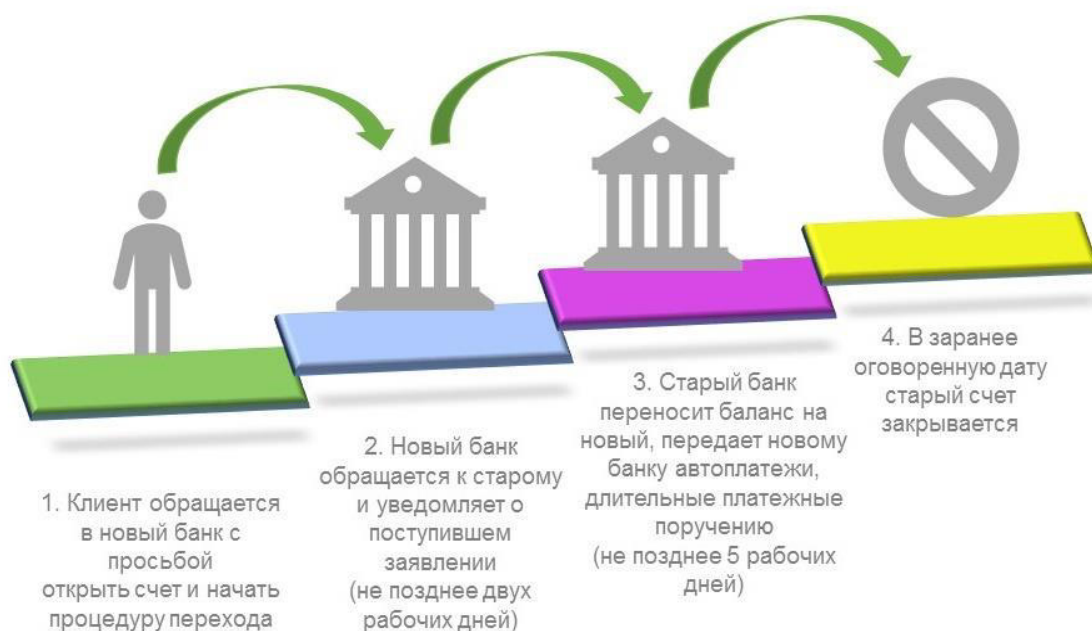 1. Клиент обращается
в новый банк с
просьбой
открыть счет и начать
процедуру перехода
2. Новый банк
обращается к старому
и уведомляет о
поступившем
заявлении
(не позднее двух
рабочих дней)
3. Старый банк
переносит баланс на
новый, передает новому
банку автоплатежи,
длительные платежные
поручению
(не позднее 5 рабочих
дней)
4. В заранее
оговоренную дату
старый счет
закрывается